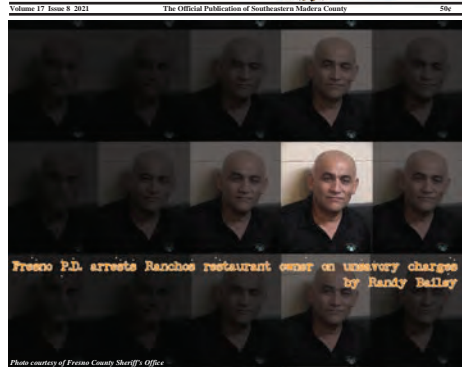 Volume 17 Issue 8 2021 The Official Publication of Southeastern Madera County 50¢
Fresno P.D. arrests Ranchos restaurant owner on unsavory charges
by Randy Bailey
Photo courtesy of Fresno County Sheriff's Office